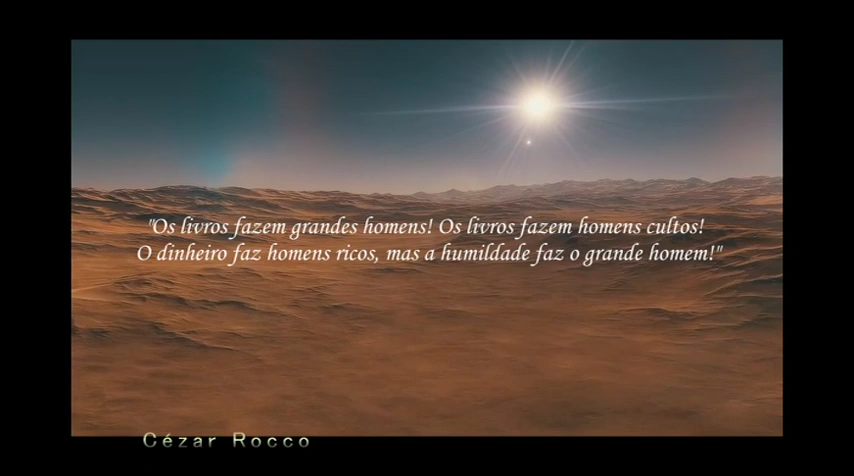 "Os livros fazem grandes homens! Os livros fazem homens cultos!
O dinheiro faz homens ricos, mas a humildade faz o grande homem!"
Cézar Rocco